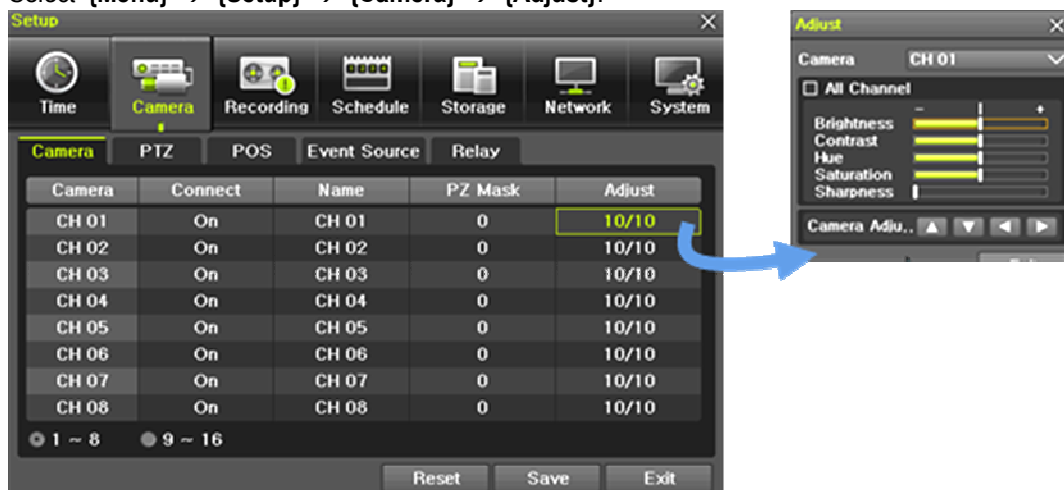 Select {Menu} → {Setup} → {Camera} → {Adjust}.
Setup
Time Camera Recording Schedule Storage Network System
Camera PTZ POS Event Source Relay
Camera Connect Name PZ Mask Adjust
CH 01 On CH 01 0 10/10
CH 02 On CH 02 0 10/10
CH 03 On CH 03 0 10/10
CH 04 On CH 04 0 10/10
CH 05 On CH 05 0 10/10
CH 06 On CH 06 0 10/10
CH 07 On CH 07 0 10/10
CH 08 On CH 08 0 10/10
1 ~ 8 9 ~ 16
Reset Save Exit
Adjust
Camera CH 01
All Channel
- +
Brightness
Contrast
Hue
Saturation
Sharpness
Camera Adju..